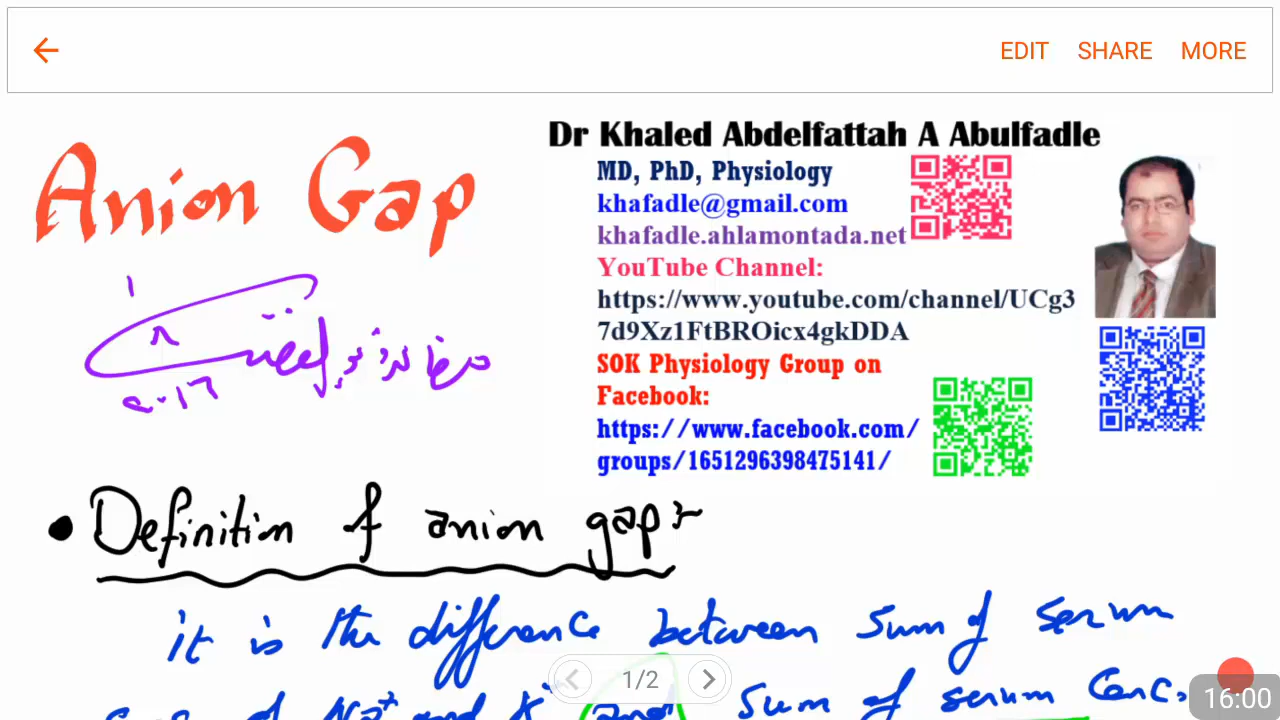 EDIT SHARE MORE
Anion Gap
Dr Khaled Abdelfattah A Abulfadle
MD, PhD, Physiology
khafadle@gmail.com
khafadle.ahlamontada.net
YouTube Channel:
https://www.youtube.com/channel/UCg3
7d9Xz1FtBROicx4gkDDA
SOK Physiology Group on
Facebook:
https://www.facebook.com/
groups/1651296398475141/
• Definition of anion gap:-
it is the difference between sum of serum
of Na+ and K+ and sum of serum Conc.
1/2
16:00